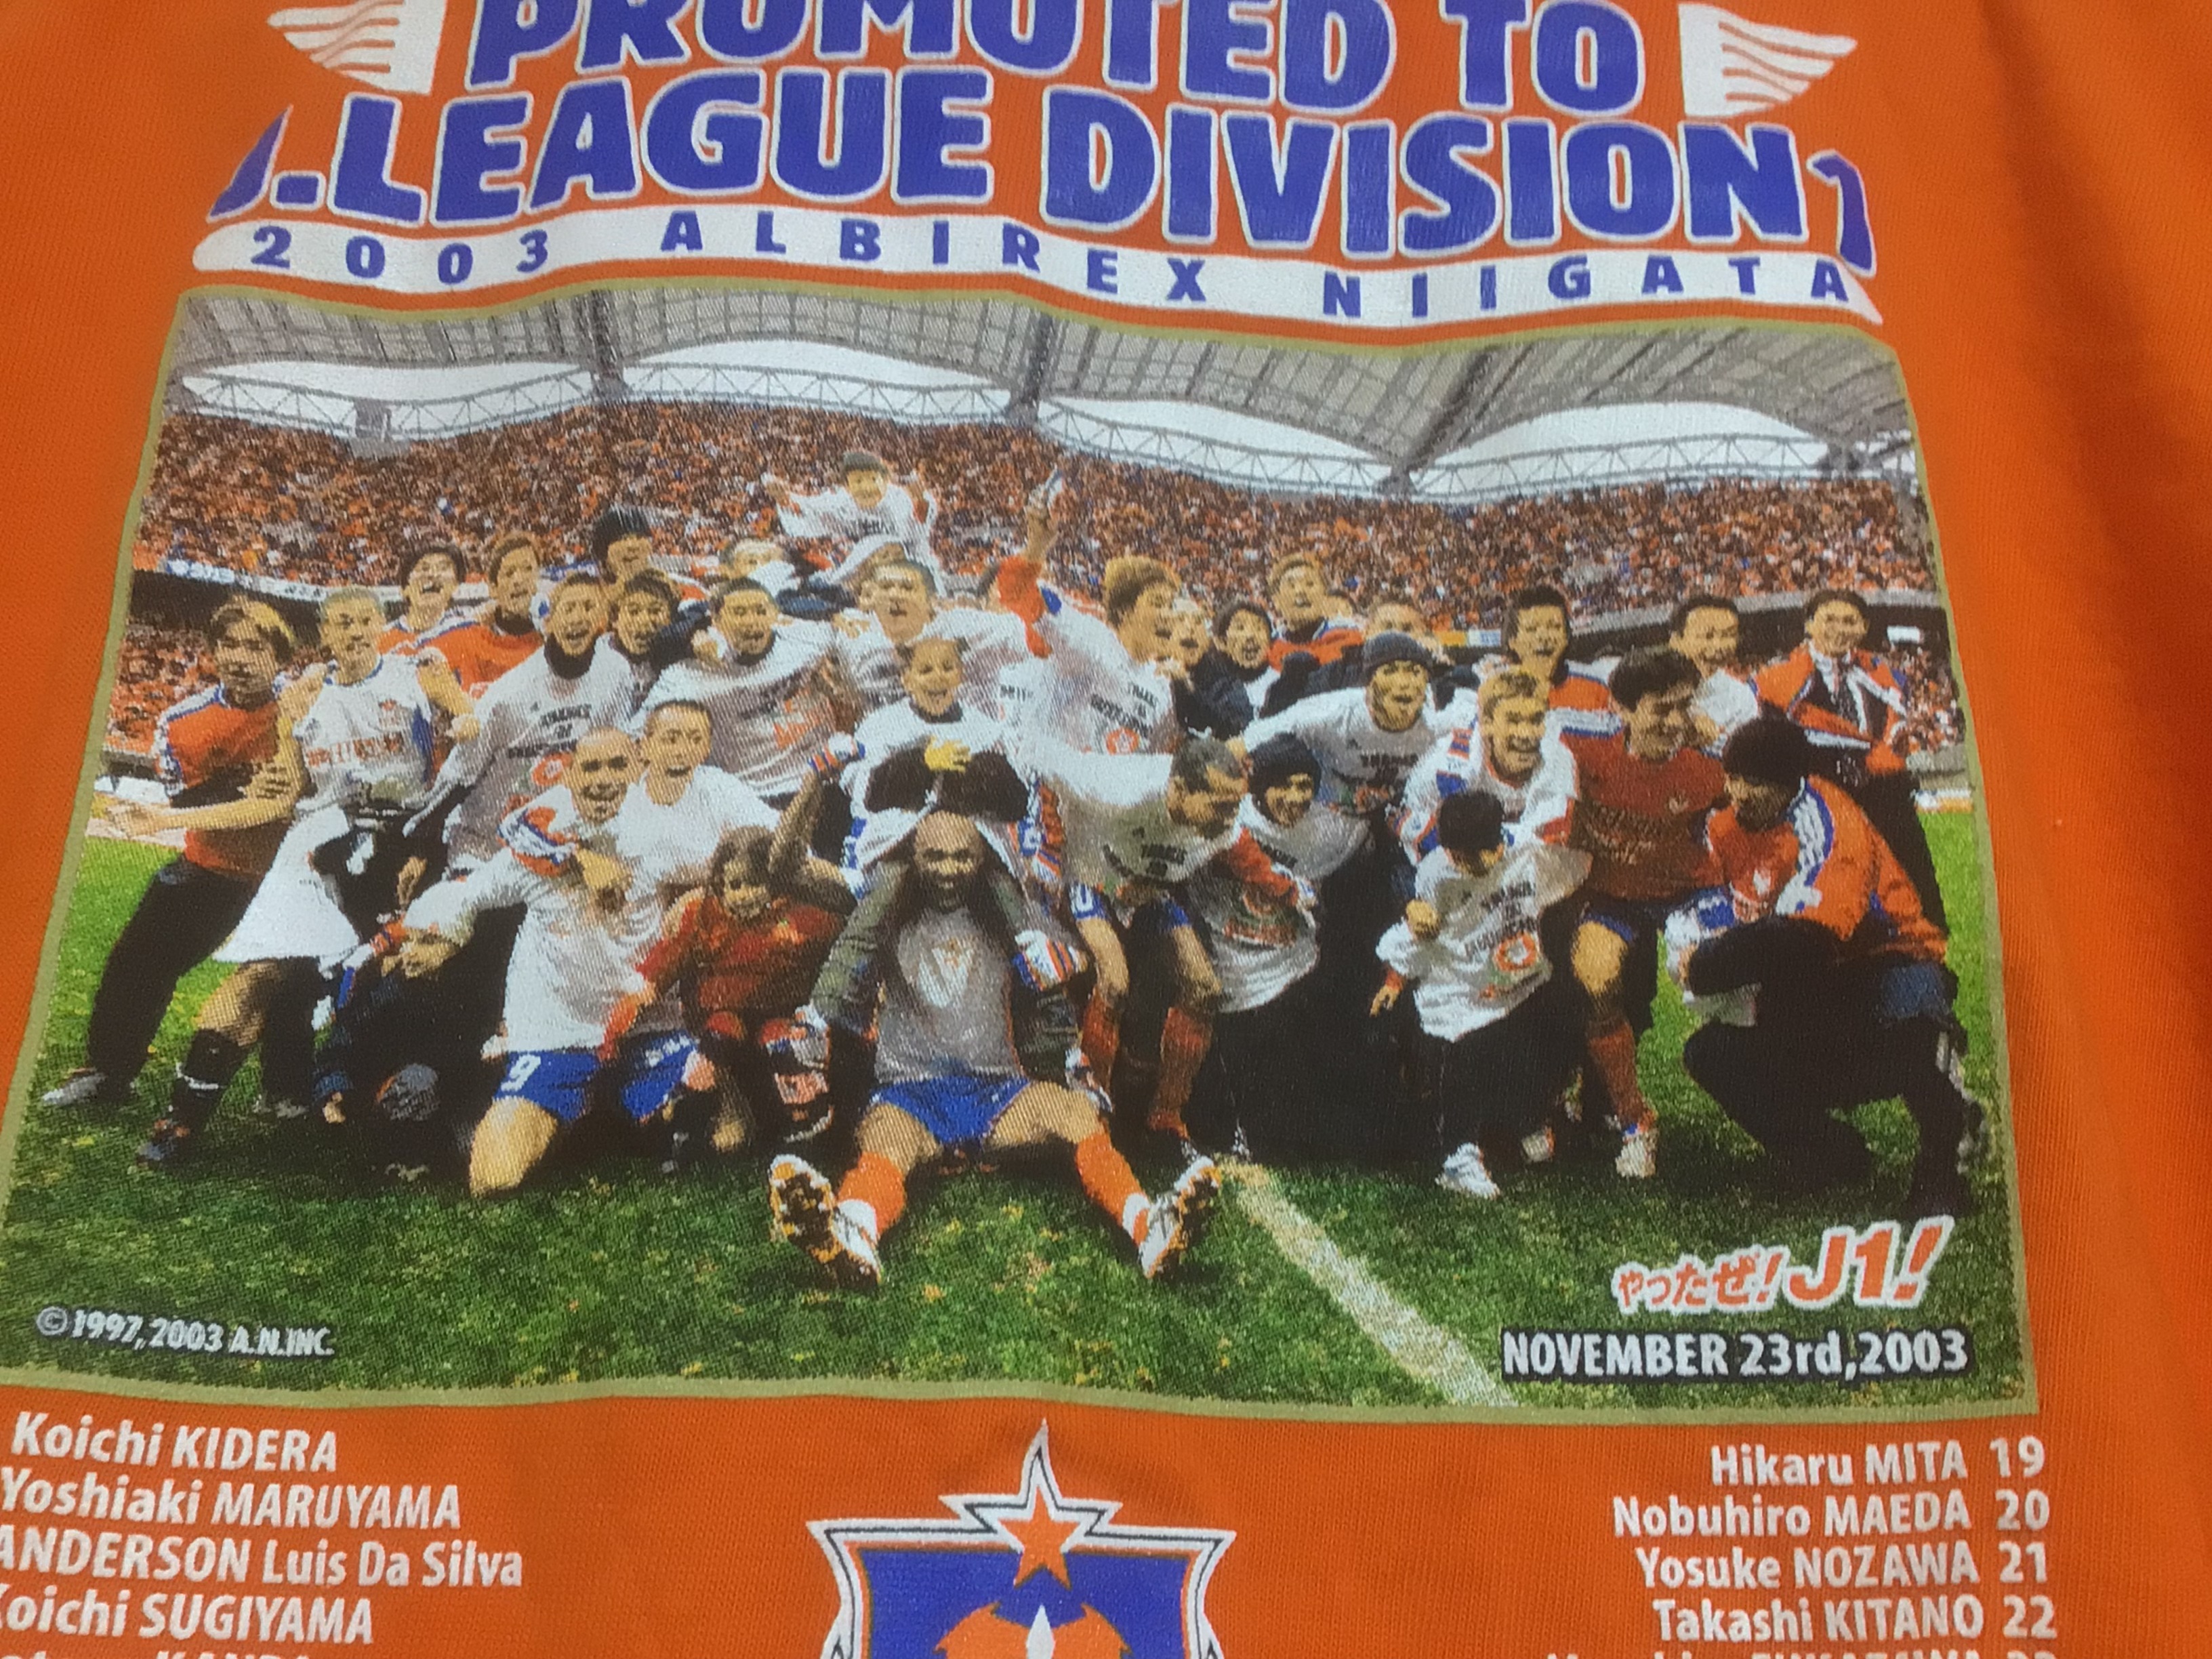 PROMOTED TO
J.LEAGUE DIVISION 1
2003 ALBIREX NIIGATA
9
やったぜ! J1!
©1997,2003 A.N.INC.
NOVEMBER 23rd,2003
Koichi KIDERA
Yoshiaki MARUYAMA
ANDERSON Luis Da Silva
Koichi SUGIYAMA
Hikaru MITA 19
Nobuhiro MAEDA 20
Yosuke NOZAWA 21
Takashi KITANO 22